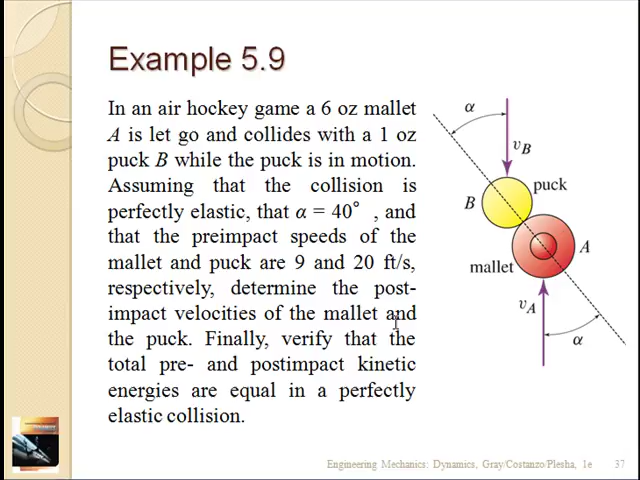 Example 5.9
In an air hockey game a 6 oz mallet
A is let go and collides with a 1 oz
puck B while the puck is in motion.
Assuming that the collision is
perfectly elastic, that α = 40° , and
that the preimpact speeds of the
mallet and puck are 9 and 20 ft/s,
respectively, determine the post-
impact velocities of the mallet and
the puck. Finally, verify that the
total pre- and postimpact kinetic
energies are equal in a perfectly
elastic collision.
α
v_B
puck
B
A
mallet
v_A
α
Engineering Mechanics: Dynamics, Gray/Costanzo/Plesha, 1e 37